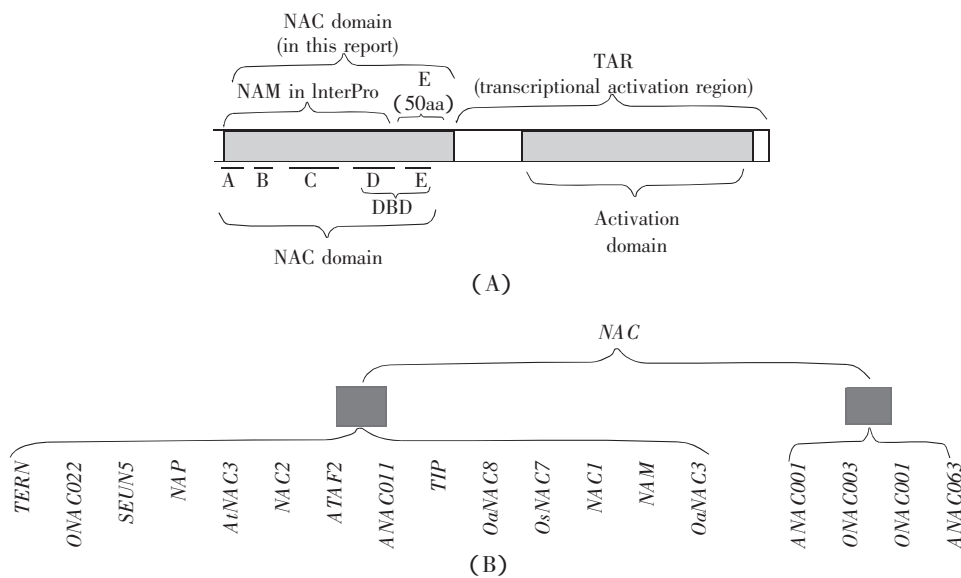 NAC domain
(in this report)
TAR
(transcriptional activation region)
E
(50aa)
NAM in lnterPro
A B C D E
DBD
NAC domain
Activation
domain
(A)
NAC
TERN
ONAC022
SEUN5
NAP
AtNAC3
NAC2
ATAF2
ANAC011
TIP
OaNAC8
OsNAC7
NAC1
NAM
OaNAC3
ANAC001
ONAC003
ONAC001
ANAC063
(B)